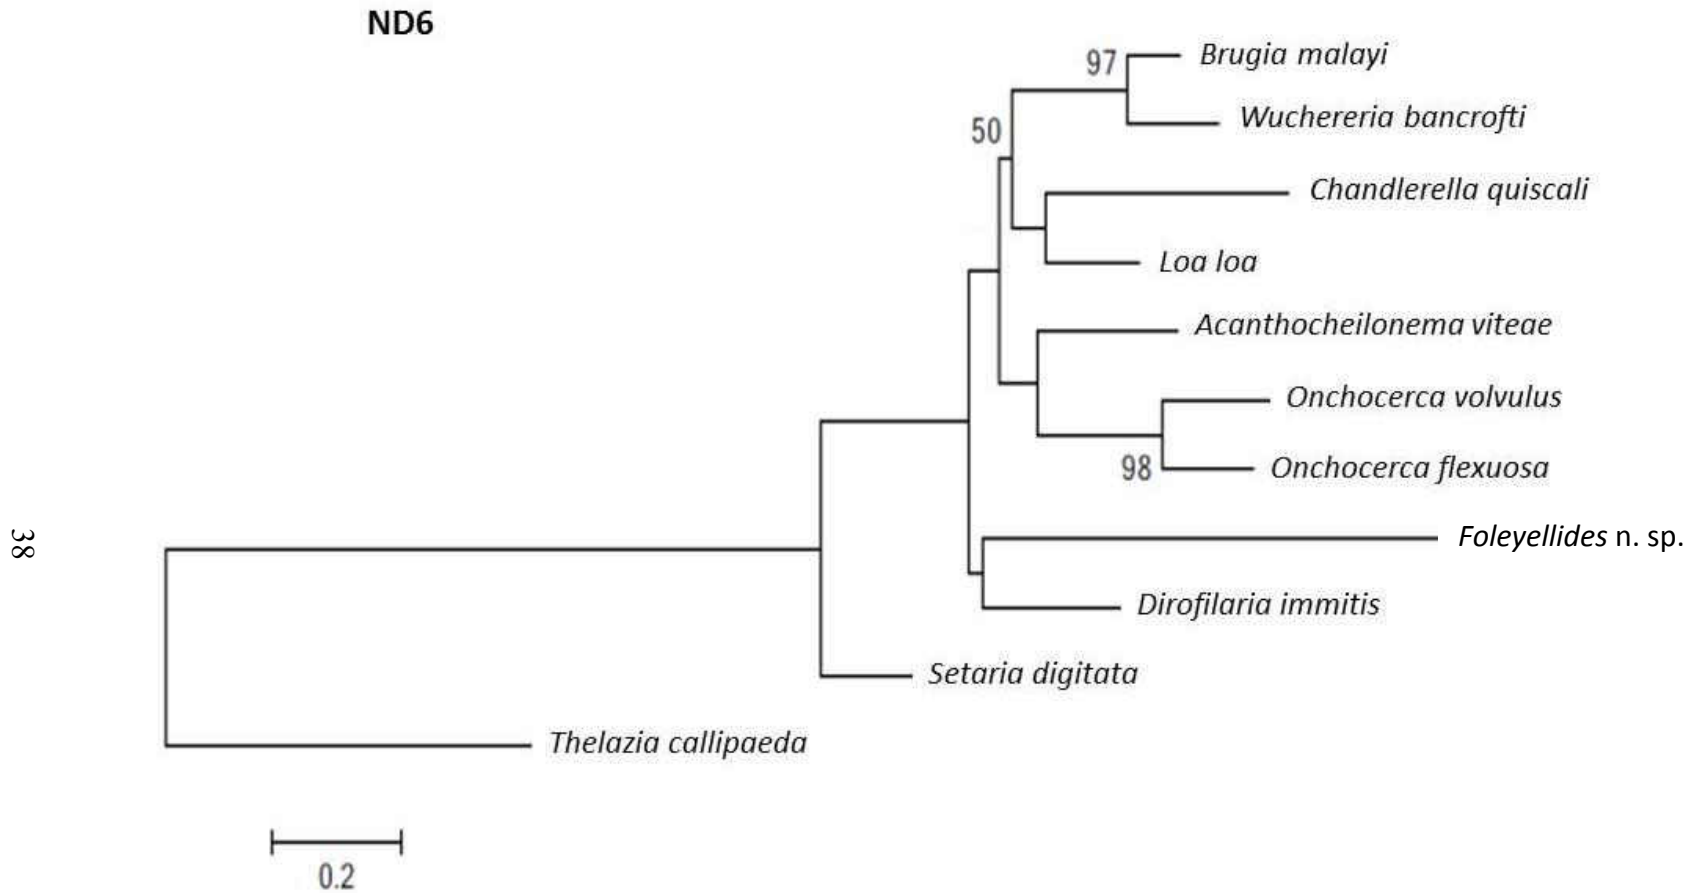 ND6
97
Brugia malayi
Wuchereria bancrofti
50
Chandlerella quiscali
Loa loa
Acanthocheilonema viteae
Onchocerca volvulus
98
Onchocerca flexuosa
Foleyellides n. sp.
38
Dirofilaria immitis
Setaria digitata
Thelazia callipaeda
0.2